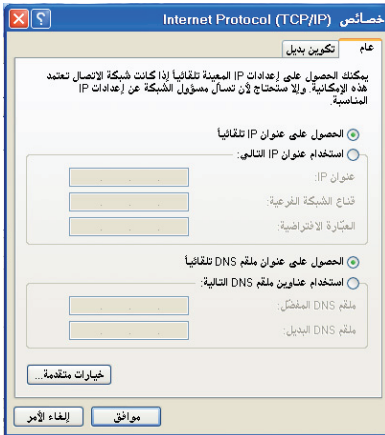 خصائص Internet Protocol (TCP/IP)
عام
تكوين بديل
يمكنك الحصول على إعدادات IP المعينة تلقائياً إذا كانت شبكة الاتصال تعتمد
هذه الإمكانية. وإلا ستحتاج لأن تسأل مسؤول الشبكة عن إعدادات IP
المناسبة.
الحصول على عنوان IP تلقائياً
استخدام عنوان IP التالي:
عنوان IP:
قناع الشبكة الفرعية:
العبّارة الافتراضية:
الحصول على عنوان ملقم DNS تلقائياً
استخدام عناوين ملقم DNS التالية:
ملقم DNS المفضل:
ملقم DNS البديل:
خيارات متقدمة...
موافق
إلغاء الأمر